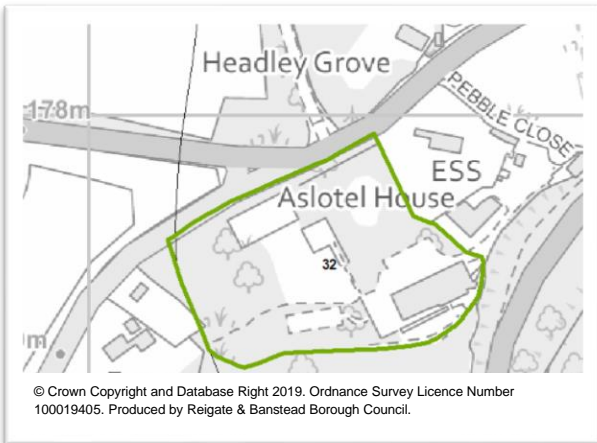 Headley Grove
178m
PEBBLE CLOSE
ESS
Aslotel House
32
m
© Crown Copyright and Database Right 2019. Ordnance Survey Licence Number
100019405. Produced by Reigate & Banstead Borough Council.